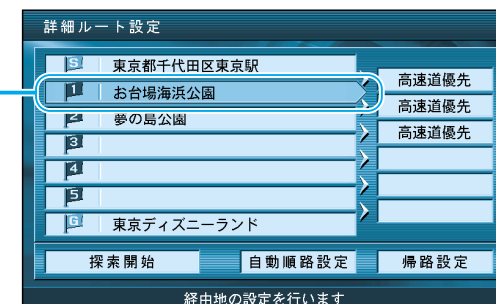 詳細ルート設定
S 東京都千代田区東京駅
高速道優先
1 お台場海浜公園
高速道優先
2 夢の島公園
高速道優先
3
4
5
G 東京ディズニーランド
探索開始 自動順路設定 帰路設定
経由地の設定を行います